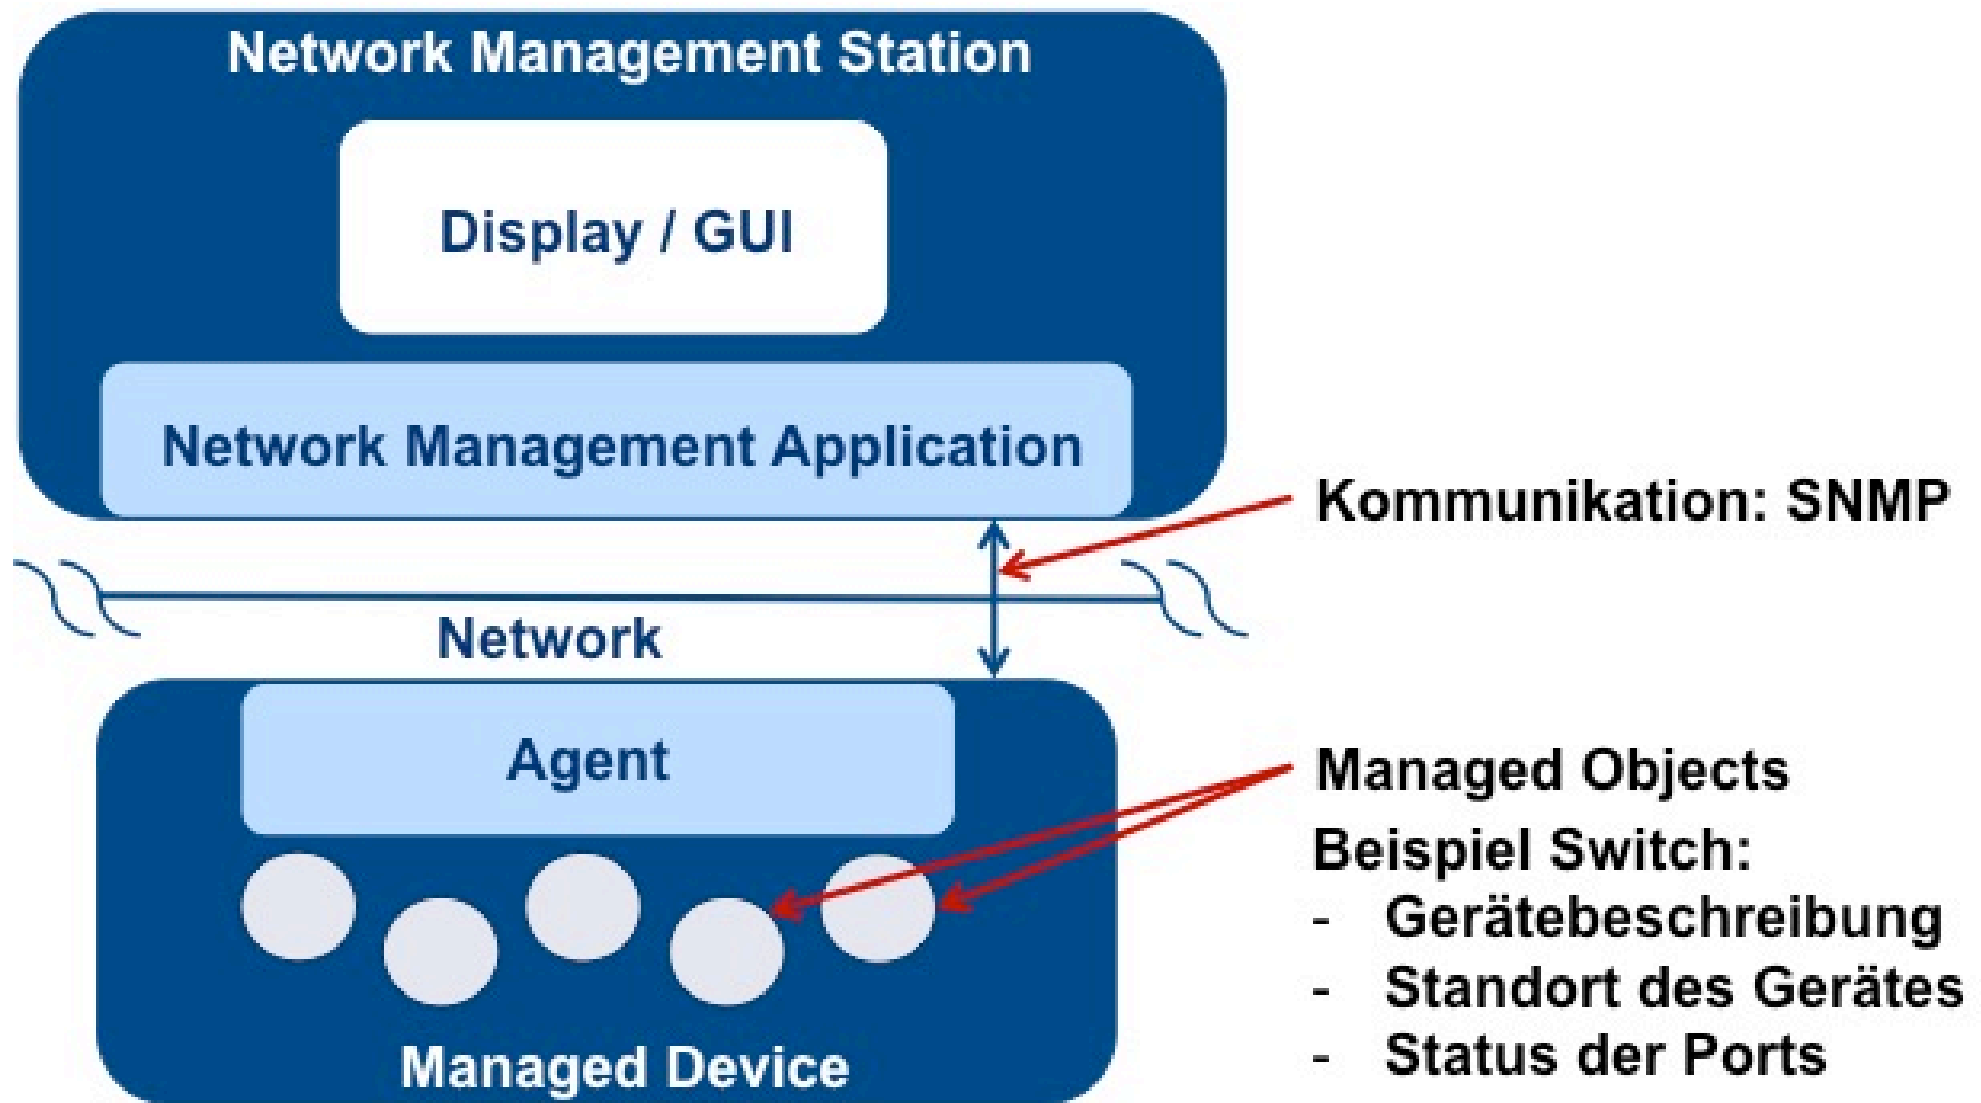 Network Management Station
Display / GUI
Network Management Application
Kommunikation: SNMP
Network
Agent
Managed Objects
Beispiel Switch:
- Gerätebeschreibung
- Standort des Gerätes
- Status der Ports
Managed Device